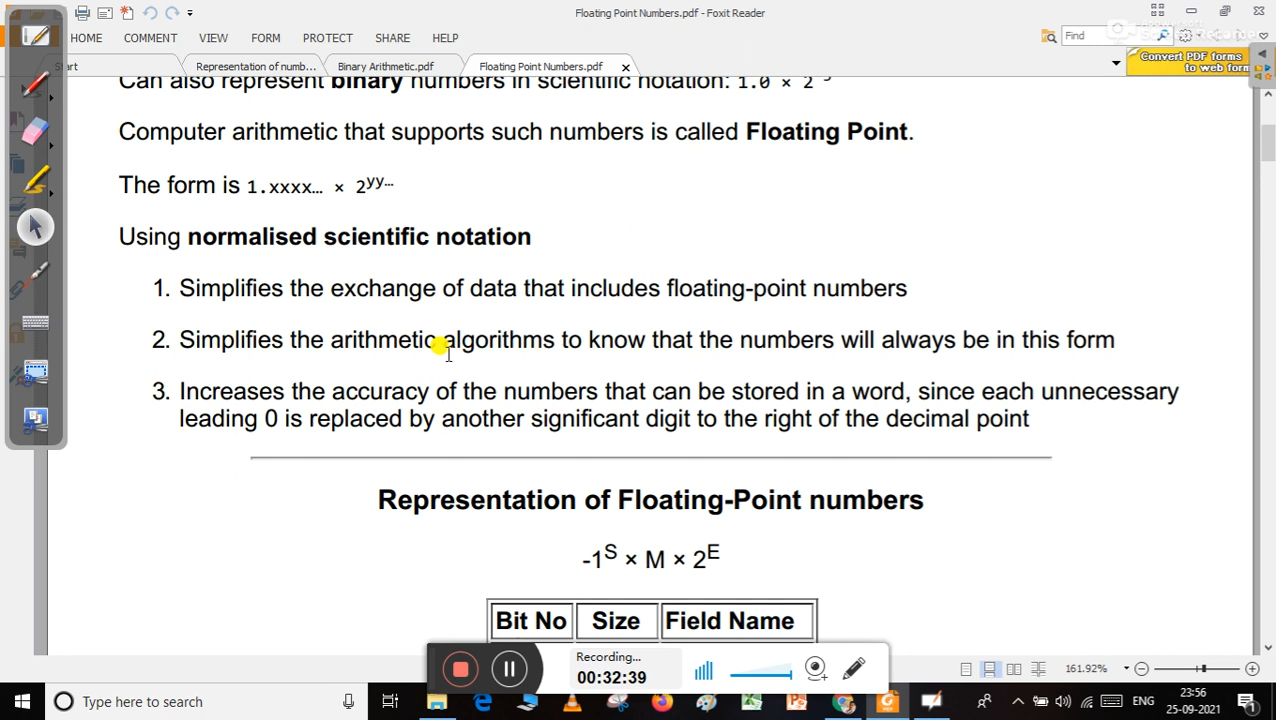 Floating Point Numbers.pdf - Foxit Reader
HOME COMMENT VIEW FORM PROTECT SHARE HELP
Find
Start Representation of numb... Binary Arithmetic.pdf Floating Point Numbers.pdf
Convert PDF forms
to web form
Can also represent binary numbers in scientific notation: 1.0 × 2
Computer arithmetic that supports such numbers is called Floating Point.
The form is 1.xxxx… × 2^yy…
Using normalised scientific notation
1. Simplifies the exchange of data that includes floating-point numbers
2. Simplifies the arithmetic algorithms to know that the numbers will always be in this form
3. Increases the accuracy of the numbers that can be stored in a word, since each unnecessary
leading 0 is replaced by another significant digit to the right of the decimal point
Representation of Floating-Point numbers
-1^S × M × 2^E
Bit No Size Field Name
Recording...
00:32:39
161.92%
Type here to search
ENG
23:56
25-09-2021
1